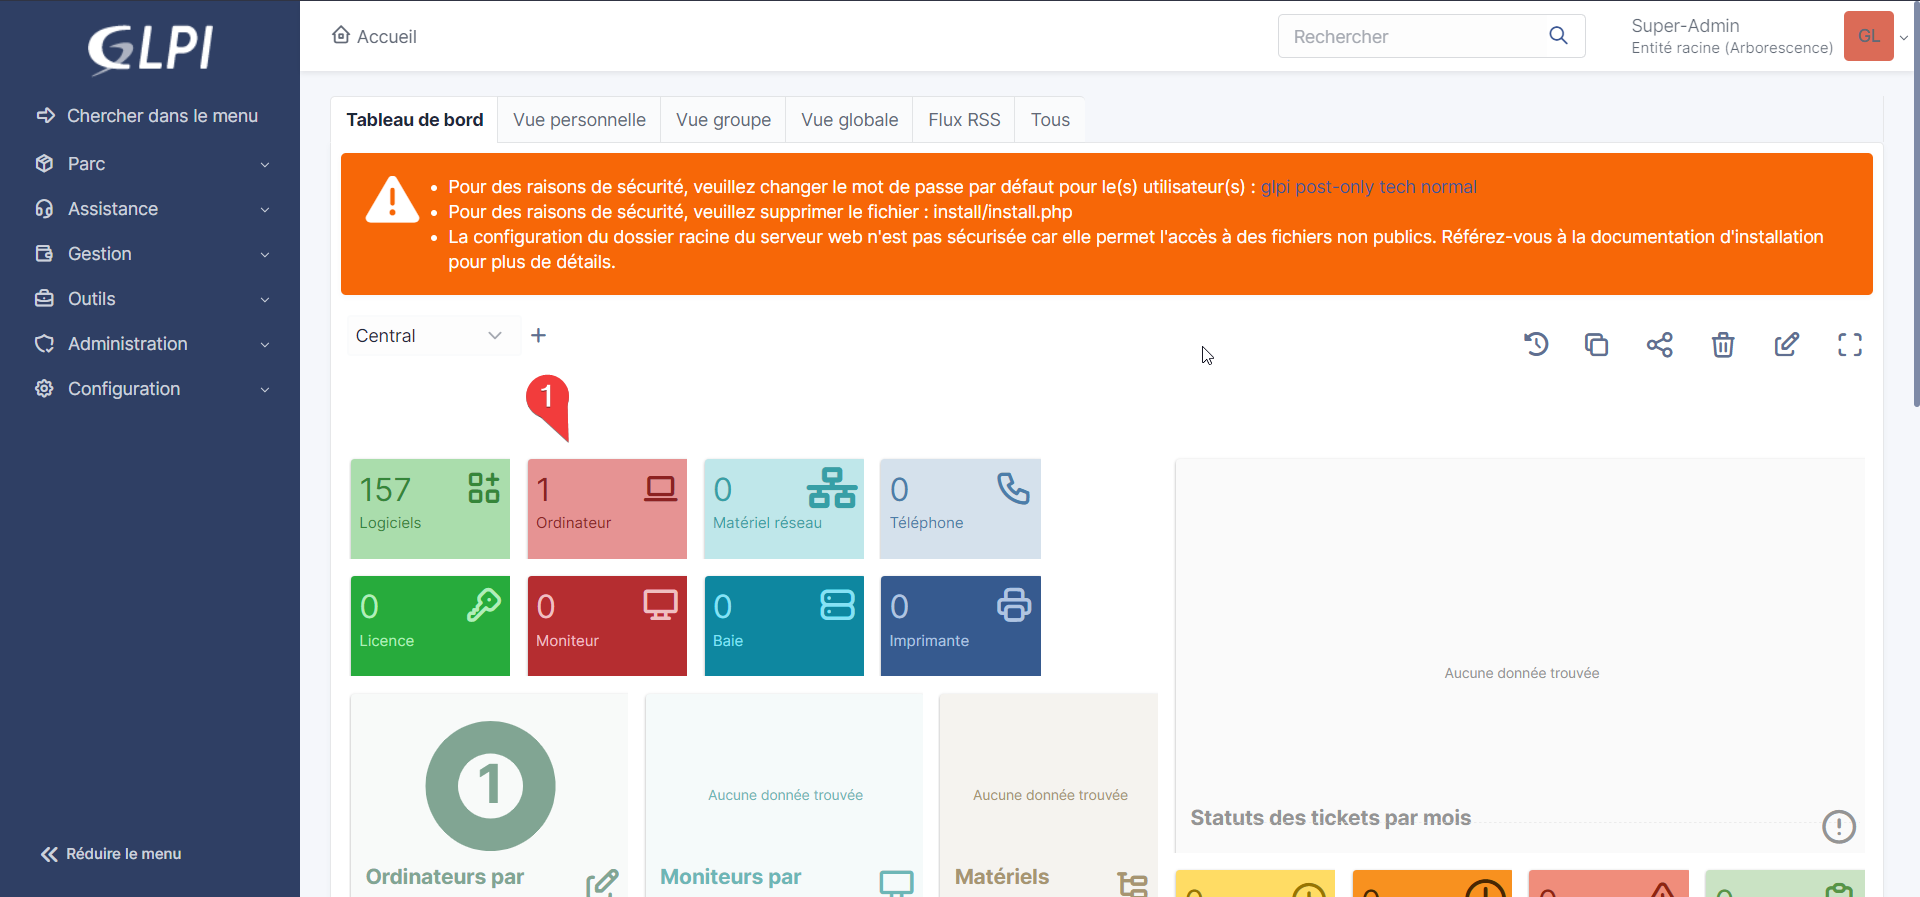 GLPI
Accueil
Rechercher
Super-Admin
Entité racine (Arborescence)
GL
Chercher dans le menu
Parc
Assistance
Gestion
Outils
Administration
Configuration
Réduire le menu
Tableau de bord
Vue personnelle
Vue groupe
Vue globale
Flux RSS
Tous
• Pour des raisons de sécurité, veuillez changer le mot de passe par défaut pour le(s) utilisateur(s) : glpi post-only tech normal
• Pour des raisons de sécurité, veuillez supprimer le fichier : install/install.php
• La configuration du dossier racine du serveur web n'est pas sécurisée car elle permet l'accès à des fichiers non publics. Référez-vous à la documentation d'installation
pour plus de détails.
Central
1
157
Logiciels
1
Ordinateur
0
Matériel réseau
0
Téléphone
0
Licence
0
Moniteur
0
Baie
0
Imprimante
1
Ordinateurs par
Aucune donnée trouvée
Moniteurs par
Aucune donnée trouvée
Matériels
Aucune donnée trouvée
Statuts des tickets par mois
0
0
0
0